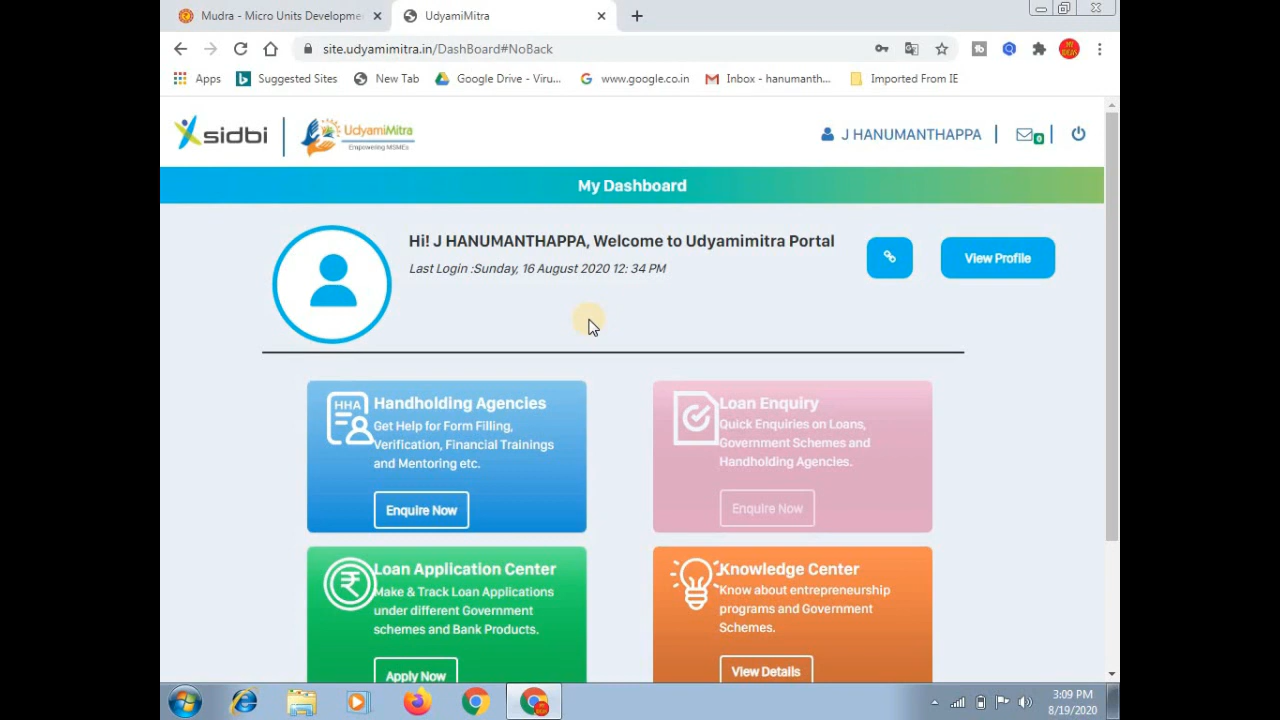 Mudra - Micro Units Developme
UdyamiMitra
site.udyamimitra.in/DashBoard#NoBack
Apps
Suggested Sites
New Tab
Google Drive - Viru...
www.google.co.in
Inbox - hanumanth...
Imported From IE
sidbi
UdyamiMitra
Empowering MSMEs
J HANUMANTHAPPA
0
My Dashboard
Hi! J HANUMANTHAPPA, Welcome to Udyamimitra Portal
Last Login :Sunday, 16 August 2020 12: 34 PM
View Profile
HHA
Handholding Agencies
Get Help for Form Filling,
Verification, Financial Trainings
and Mentoring etc.
Enquire Now
Loan Enquiry
Quick Enquiries on Loans,
Government Schemes and
Handholding Agencies.
Enquire Now
₹
Loan Application Center
Make & Track Loan Applications
under different Government
schemes and Bank Products.
Apply Now
Knowledge Center
Know about entrepreneurship
programs and Government
Schemes.
View Details
3:09 PM
8/19/2020